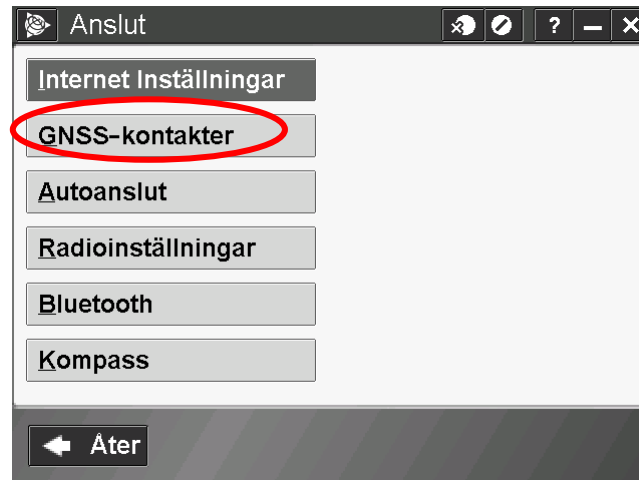 Anslut
?
Internet Inställningar
GNSS-kontakter
Autoanslut
Radioinställningar
Bluetooth
Kompass
Åter